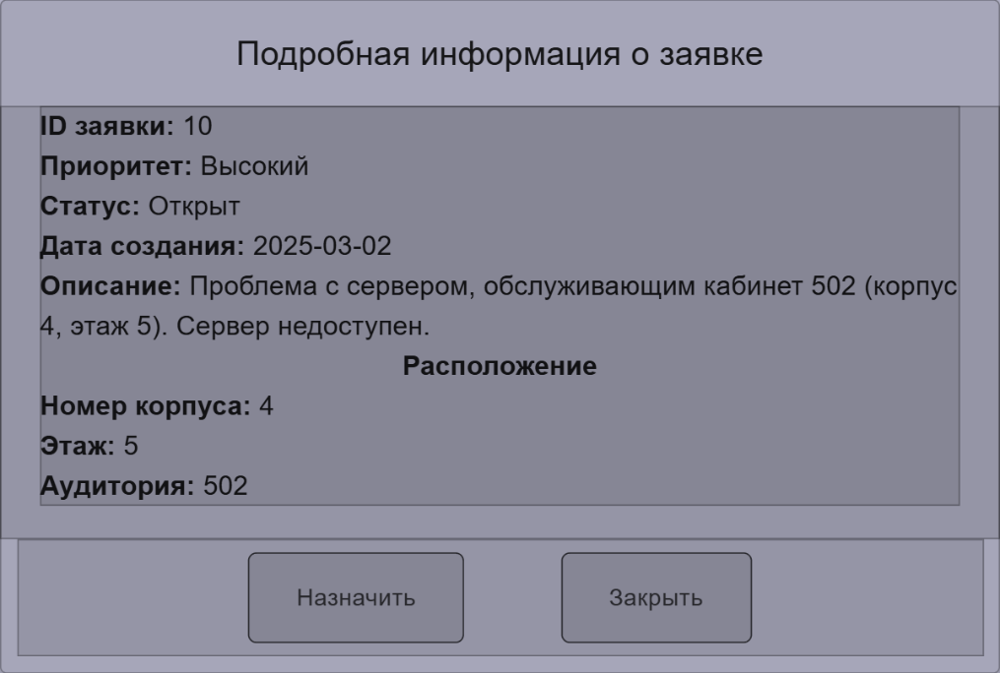 Подробная информация о заявке
ID заявки: 10
Приоритет: Высокий
Статус: Открыт
Дата создания: 2025-03-02
Описание: Проблема с сервером, обслуживающим кабинет 502 (корпус
4, этаж 5). Сервер недоступен.
Расположение
Номер корпуса: 4
Этаж: 5
Аудитория: 502
Назначить
Закрыть